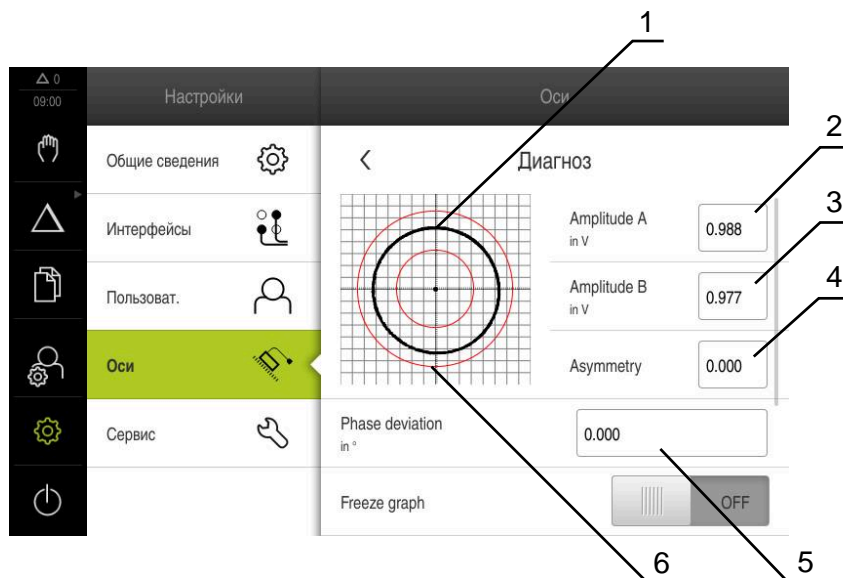 1
0
09:00
Настройки
Оси
2
Общие сведения
Диагноз
Amplitude A
in V
0.988
3
Интерфейсы
Amplitude B
in V
0.977
4
Пользоват.
Оси
Asymmetry
0.000
Сервис
Phase deviation
in °
0.000
Freeze graph
OFF
6
5